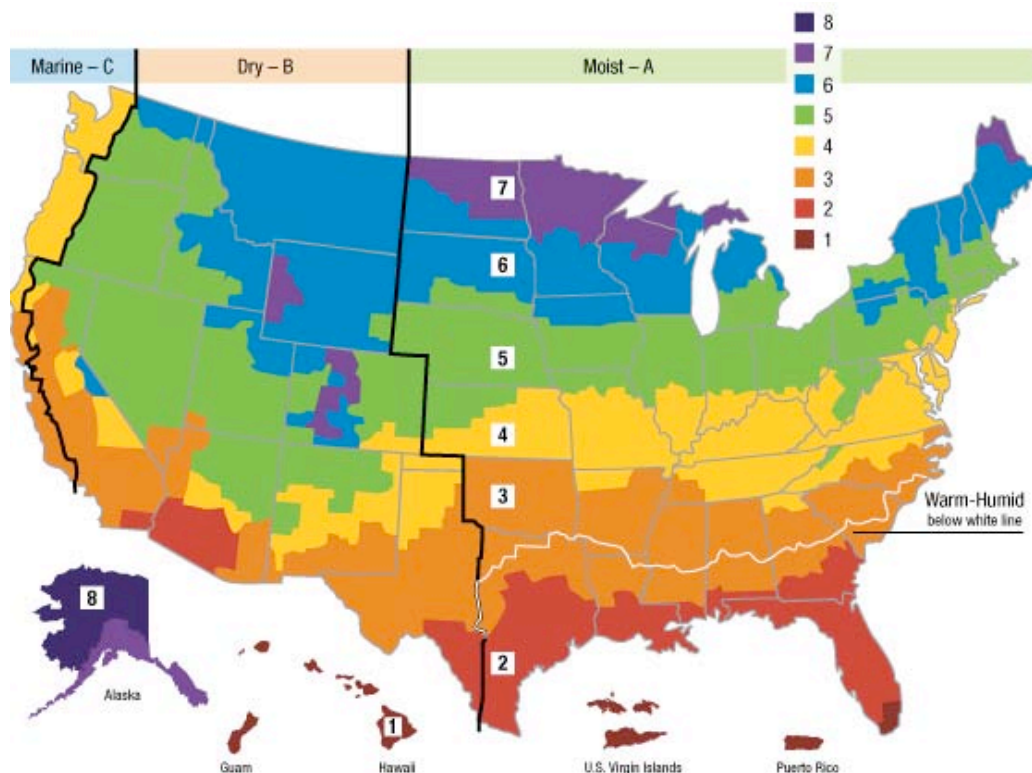 8
7
6
5
4
3
2
1
Marine – C
Dry – B
Moist – A
7
6
5
4
3
2
Warm-Humid
below white line
8
Alaska
1
Guam
Hawaii
U.S. Virgin Islands
Puerto Rico